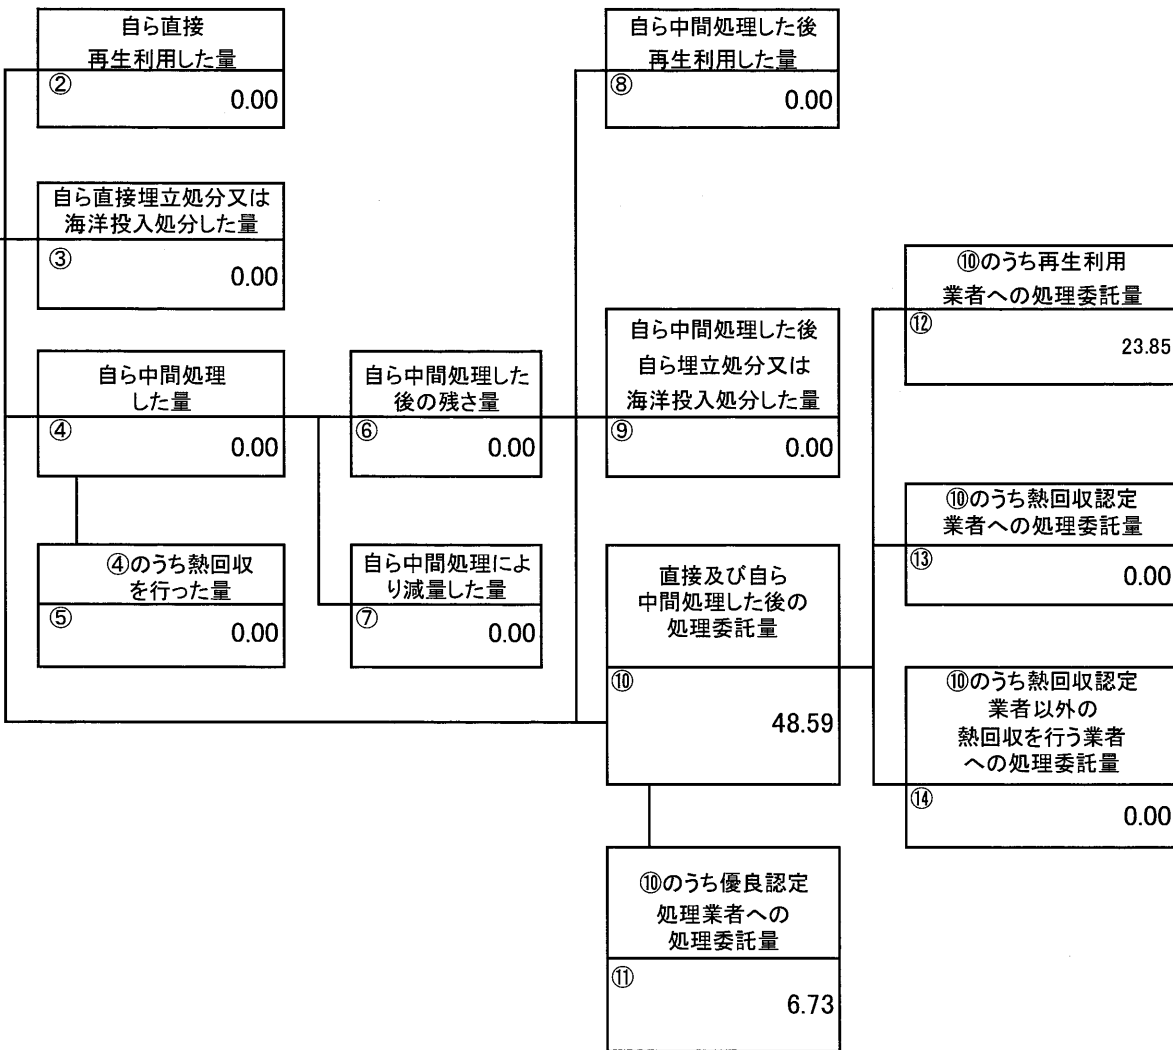 自ら直接
再生利用した量
②
0.00
自ら中間処理した後
再生利用した量
⑧
0.00
自ら直接埋立処分又は
海洋投入処分した量
③
0.00
⑩のうち再生利用
業者への処理委託量
⑫
23.85
自ら中間処理
した量
④
0.00
自ら中間処理した
後の残さ量
⑥
0.00
自ら中間処理した後
自ら埋立処分又は
海洋投入処分した量
⑨
0.00
⑩のうち熱回収認定
業者への処理委託量
⑬
0.00
④のうち熱回収
を行った量
⑤
0.00
自ら中間処理によ
り減量した量
⑦
0.00
直接及び自ら
中間処理した後の
処理委託量
⑩
48.59
⑩のうち熱回収認定
業者以外の
熱回収を行う業者
への処理委託量
⑭
0.00
⑩のうち優良認定
処理業者への
処理委託量
⑪
6.73